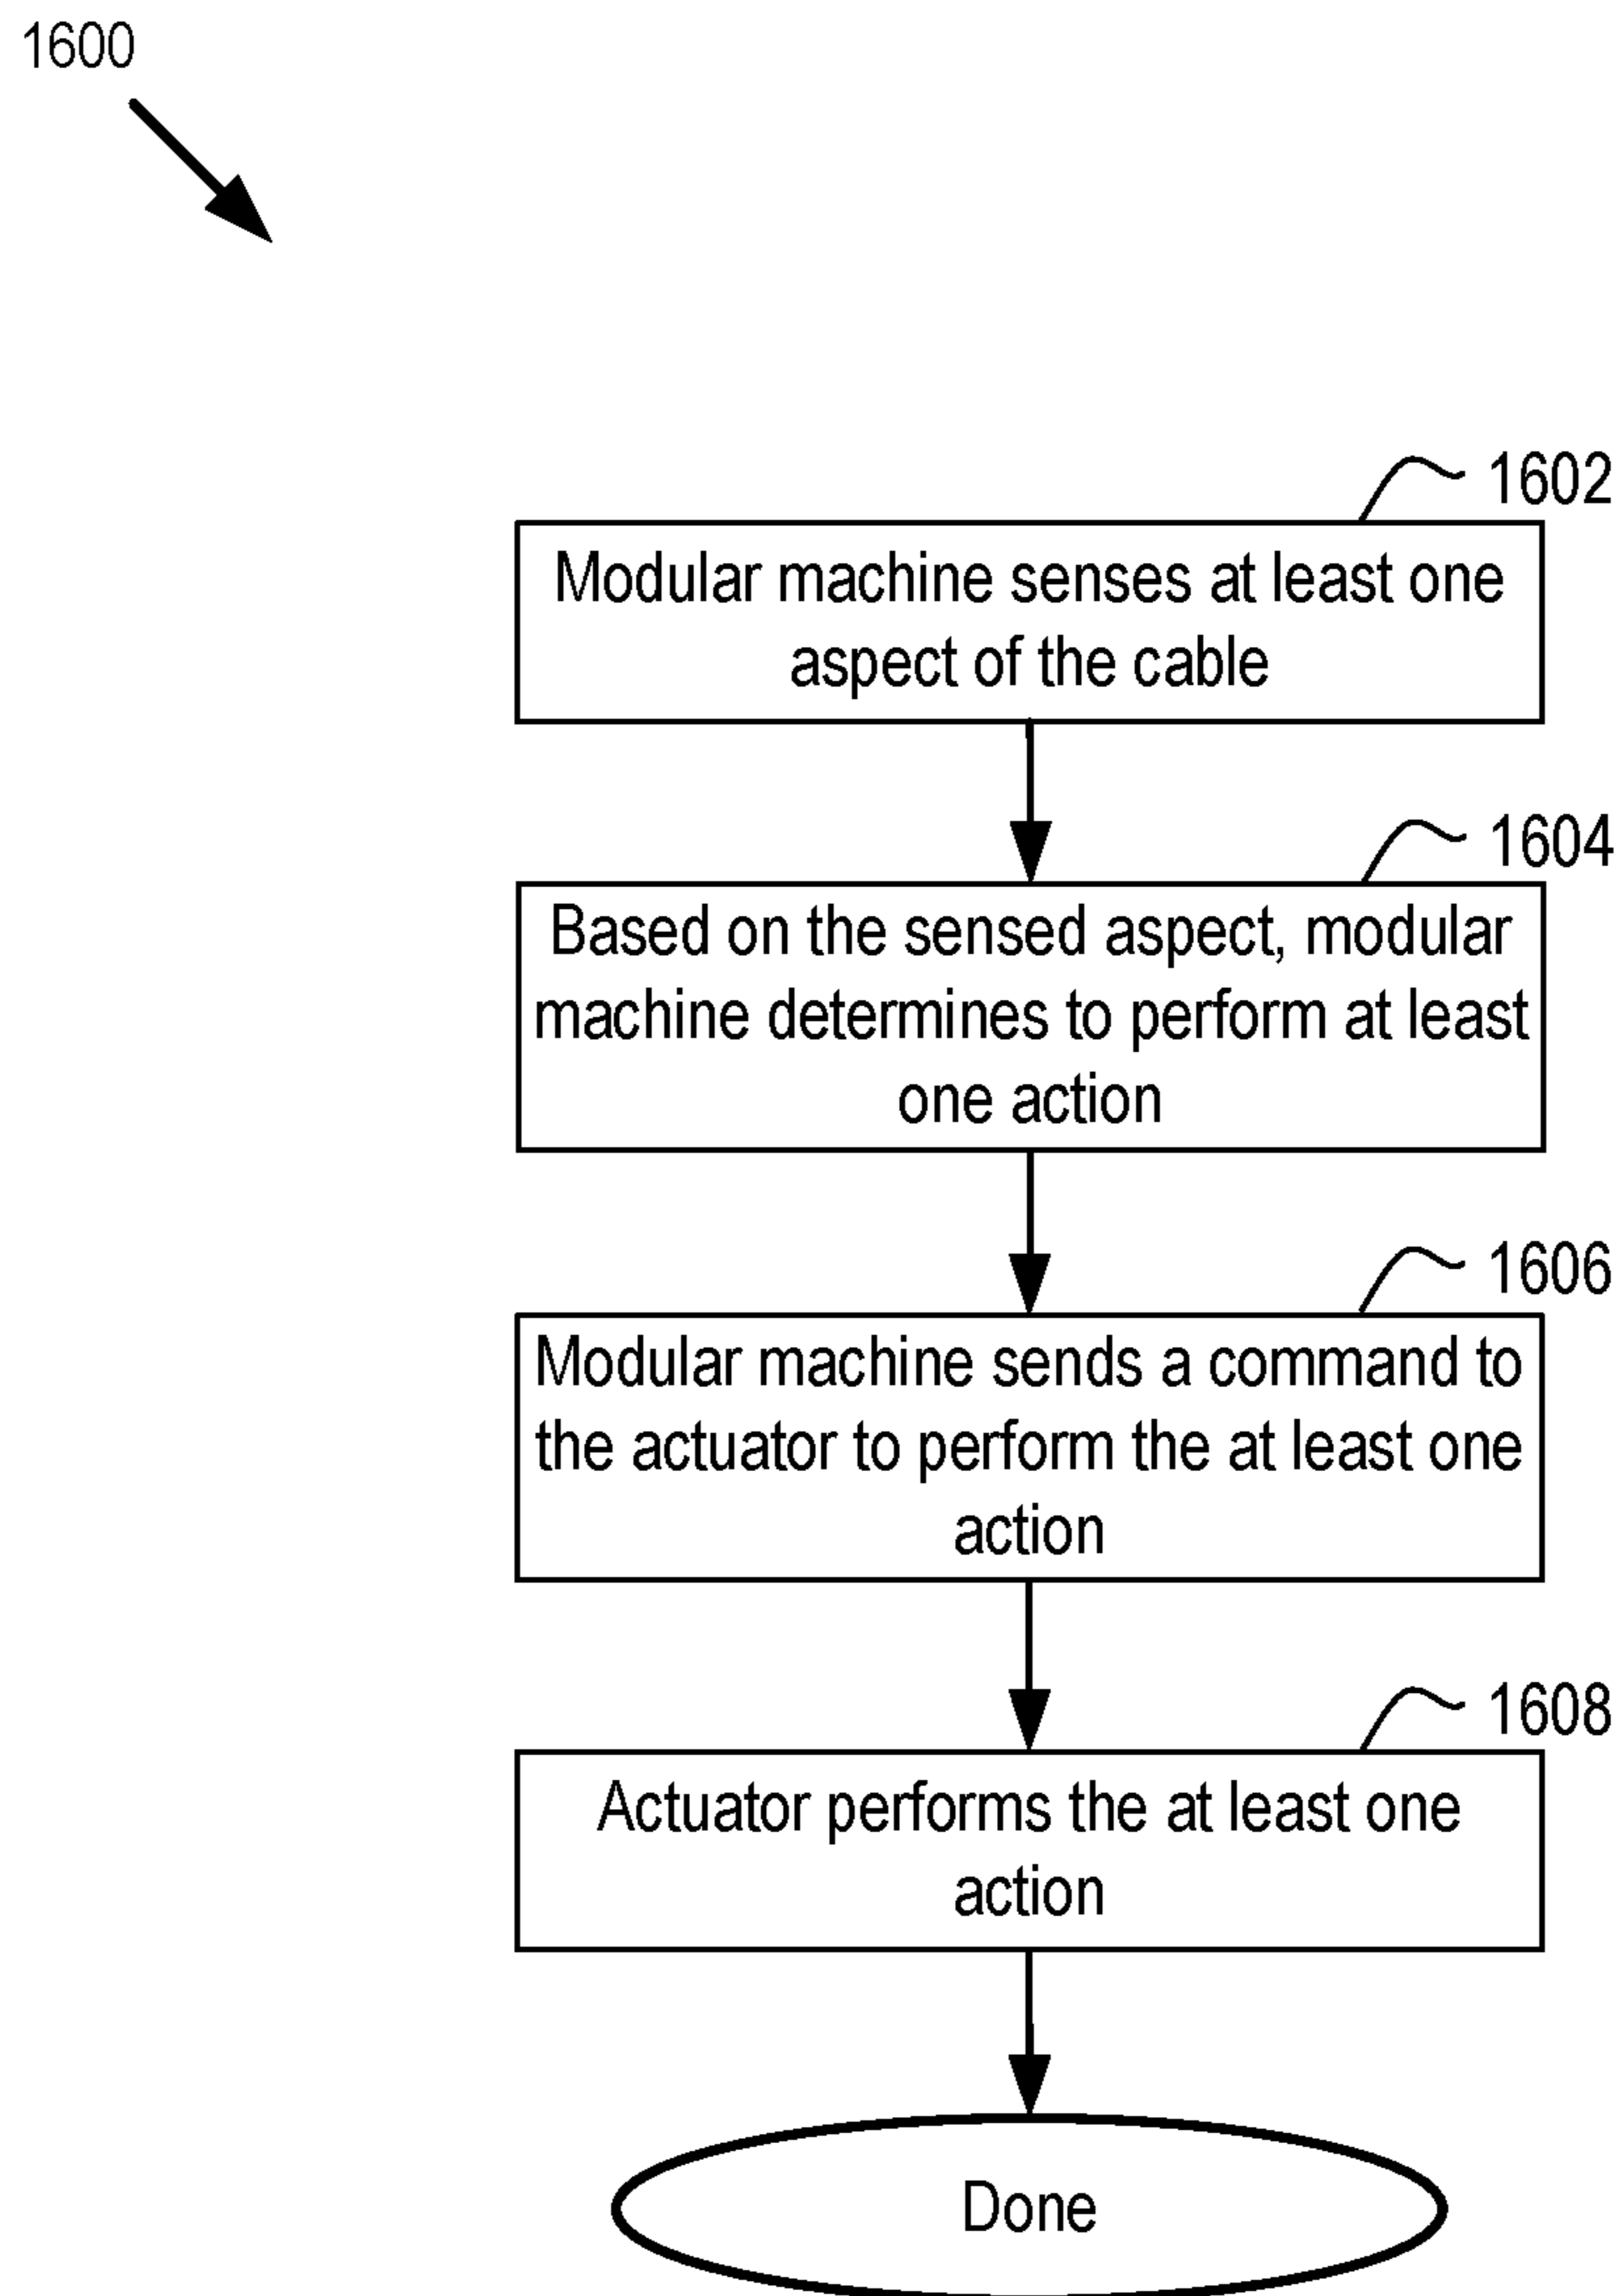 1600
1602
Modular machine senses at least one
aspect of the cable
1604
Based on the sensed aspect, modular
machine determines to perform at least
one action
1606
Modular machine sends a command to
the actuator to perform the at least one
action
1608
Actuator performs the at least one
action
Done